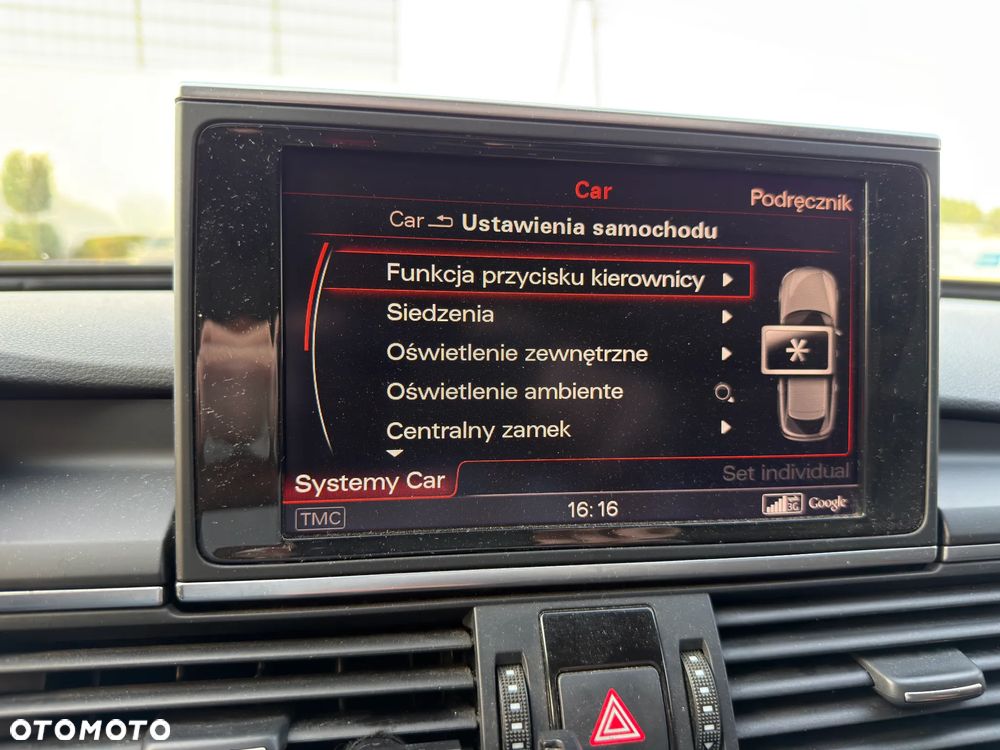 Car
Podręcznik
Car Ustawienia samochodu
Funkcja przycisku kierownicy
Siedzenia
Oświetlenie zewnętrzne
Oświetlenie ambiente
Centralny zamek
Set individual
Systemy Car
TMC
16:16
3G Google
OTOMOTO